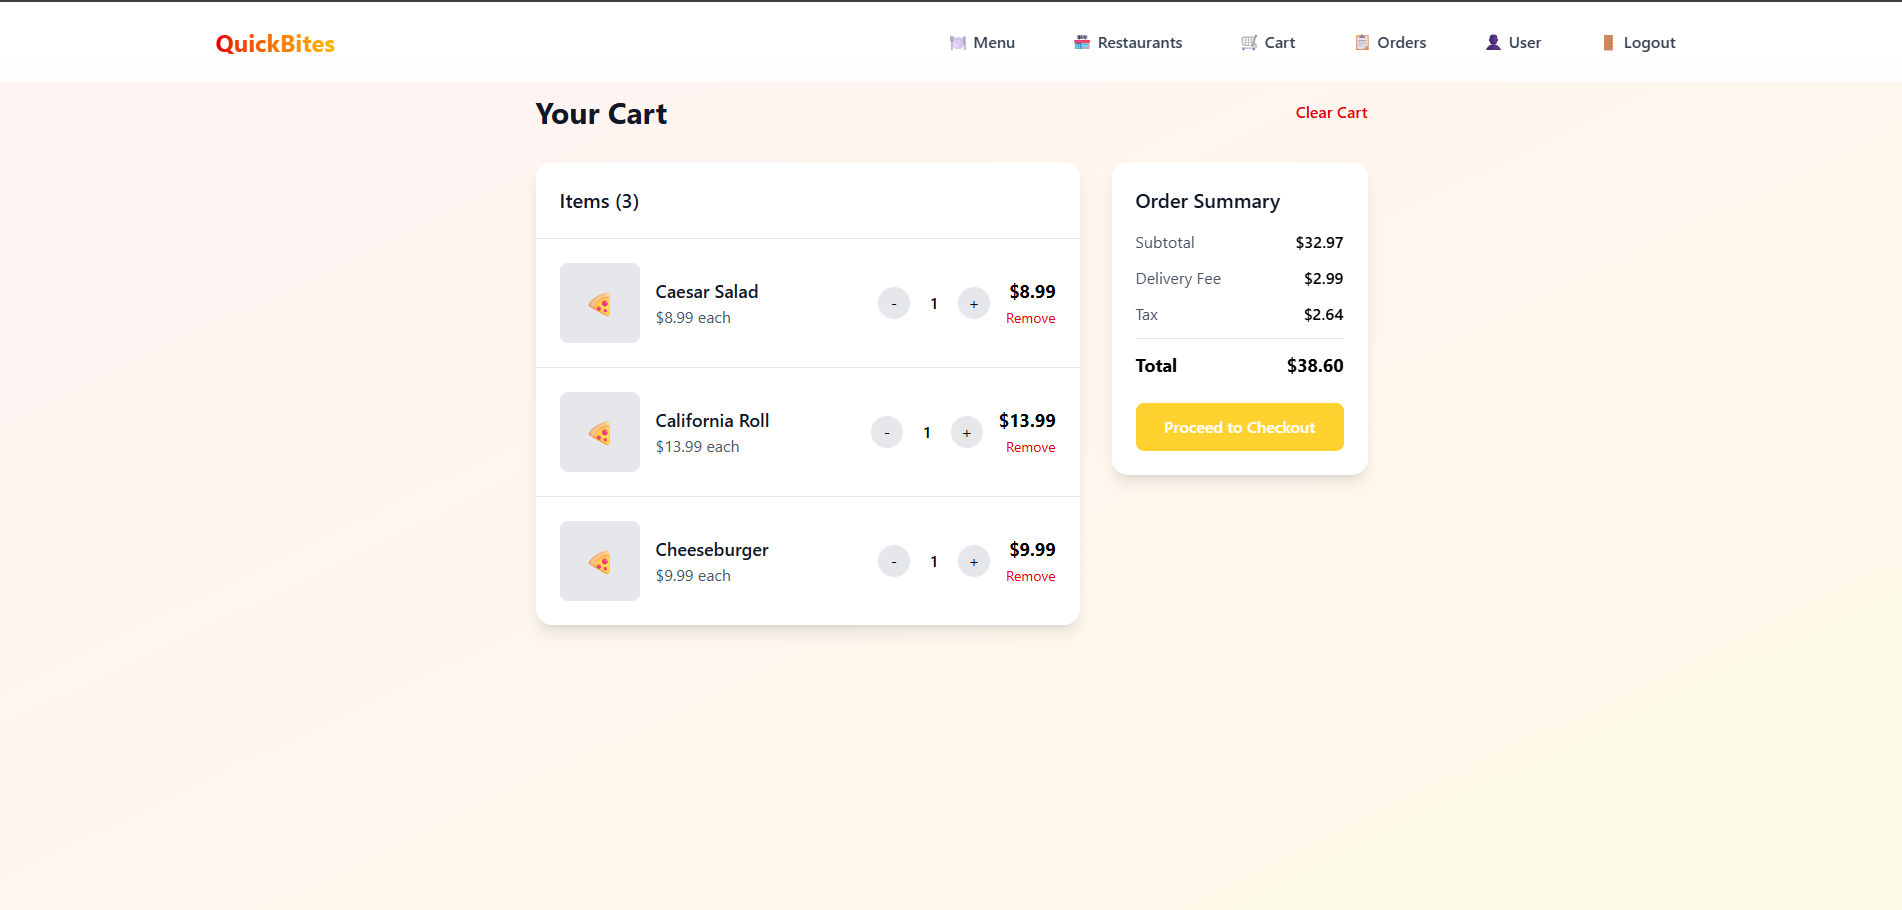 QuickBites
Menu
Restaurants
Cart
Orders
User
Logout
Your Cart
Clear Cart
Items (3)
Caesar Salad
$8.99 each
- 1 +
$8.99
Remove
California Roll
$13.99 each
- 1 +
$13.99
Remove
Cheeseburger
$9.99 each
- 1 +
$9.99
Remove
Order Summary
Subtotal $32.97
Delivery Fee $2.99
Tax $2.64
Total $38.60
Proceed to Checkout